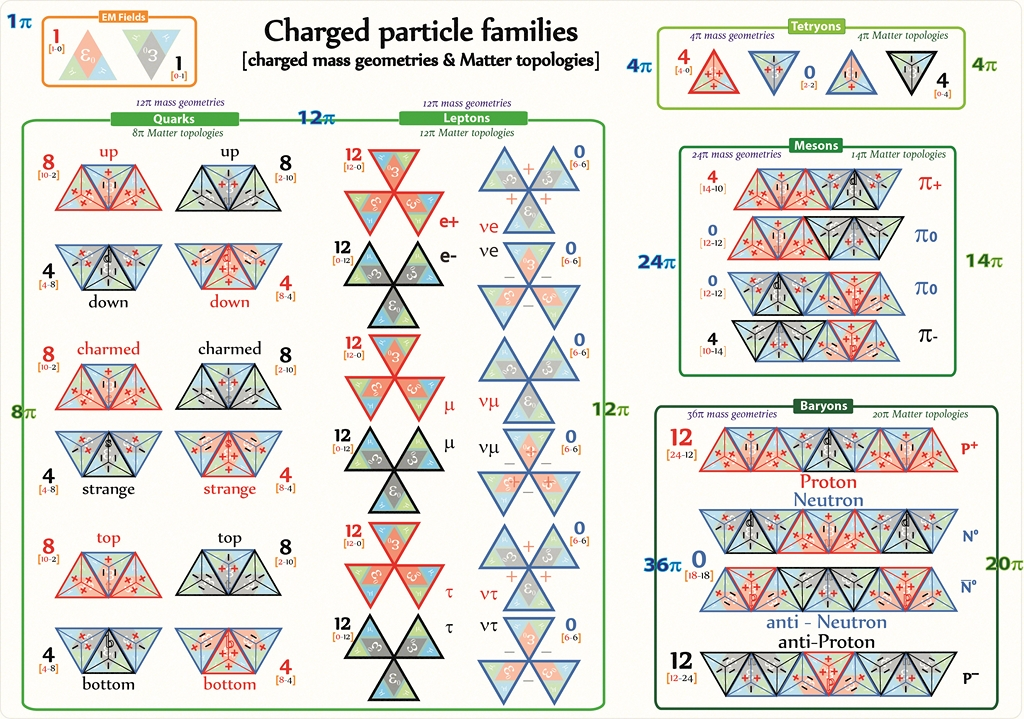 1π
EM Fields
1
[1-0]
ε0
ε0
1
[0-1]
Charged particle families
[charged mass geometries & Matter topologies]
Tetryons
4π mass geometries
4π Matter topologies
4π
4
[4-0]
0
[2-2]
4
[0-4]
4π
12π mass geometries
Quarks
8π Matter topologies
12π
12π mass geometries
Leptons
12π Matter topologies
8π
up
8
[10-2]
up
8
[2-10]
4
[4-8]
d
down
d
down
4
[8-4]
charmed
8
[10-2]
charmed
8
[2-10]
4
[4-8]
s
strange
s
strange
4
[8-4]
top
8
[10-2]
top
8
[2-10]
4
[4-8]
b
bottom
b
bottom
4
[8-4]
12
[12-0]
e+
νe
0
[6-6]
12
[0-12]
e-
νe
0
[6-6]
12
[12-0]
μ
νμ
0
[6-6]
12
[0-12]
μ
νμ
0
[6-6]
12
[12-0]
τ
ντ
0
[6-6]
12
[0-12]
τ
ντ
0
[6-6]
12π
Mesons
24π mass geometries
14π Matter topologies
24π
4
[14-10]
d
π+
0
[12-12]
π0
0
[12-12]
d
π0
4
[10-14]
π-
14π
Baryons
36π mass geometries
20π Matter topologies
12
[24-12]
d
P+
Proton
Neutron
d
d
N°
36π
0
[18-18]
N̅°
20π
anti - Neutron
anti-Proton
12
[12-24]
P−